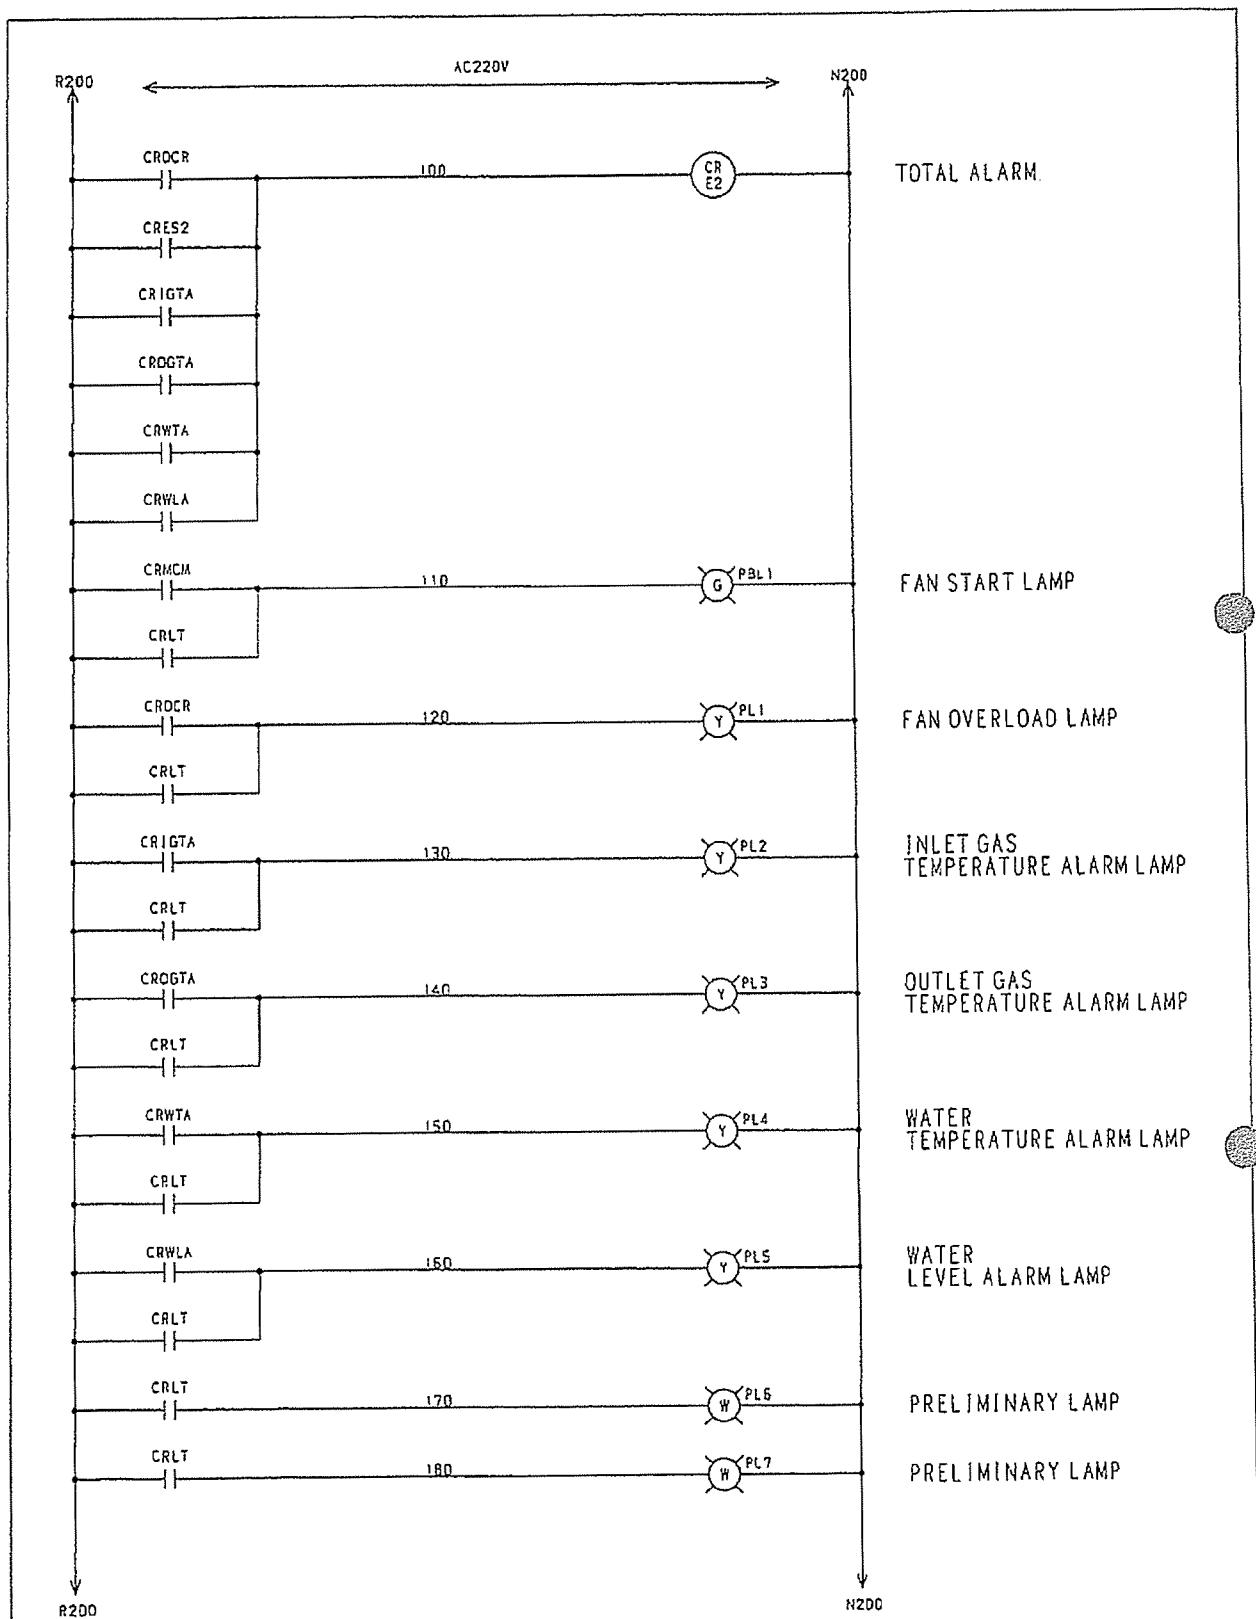 AC220V
R200
N200
CROCR
100
CR
E2
TOTAL ALARM.
CRES2
CRIGTA
CROGTA
CRWTA
CRWLA
CRMCM
110
G
PBL1
FAN START LAMP
CRLT
CROCR
120
Y
PL1
FAN OVERLOAD LAMP
CRLT
CRIGTA
130
Y
PL2
INLET GAS
TEMPERATURE ALARM LAMP
CRLT
CROGTA
140
Y
PL3
OUTLET GAS
TEMPERATURE ALARM LAMP
CRLT
CRWTA
150
Y
PL4
WATER
TEMPERATURE ALARM LAMP
CRLT
CRWLA
160
Y
PL5
WATER
LEVEL ALARM LAMP
CRLT
CRLT
170
W
PL6
PRELIMINARY LAMP
CRLT
180
W
PL7
PRELIMINARY LAMP
R200
N200